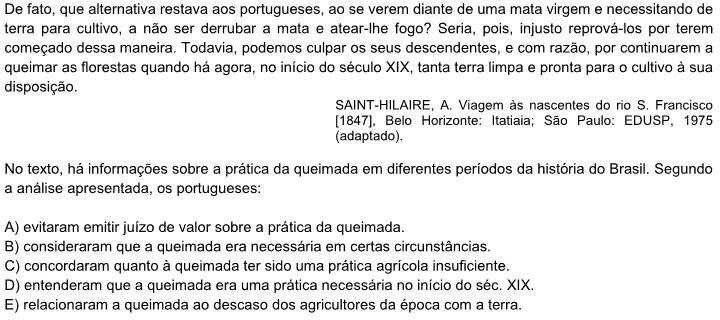 De fato, que alternativa restava aos portugueses, ao se verem diante de uma mata virgem e necessitando de
terra para cultivo, a não ser derrubar a mata e atear-lhe fogo? Seria, pois, injusto reprová-los por terem
começado dessa maneira. Todavia, podemos culpar os seus descendentes, e com razão, por continuarem a
queimar as florestas quando há agora, no início do século XIX, tanta terra limpa e pronta para o cultivo à sua
disposição.
SAINT-HILAIRE, A. Viagem às nascentes do rio S. Francisco
[1847], Belo Horizonte: Itatiaia; São Paulo: EDUSP, 1975
(adaptado).
No texto, há informações sobre a prática da queimada em diferentes períodos da história do Brasil. Segundo
a análise apresentada, os portugueses:
A) evitaram emitir juízo de valor sobre a prática da queimada.
B) consideraram que a queimada era necessária em certas circunstâncias.
C) concordaram quanto à queimada ter sido uma prática agrícola insuficiente.
D) entenderam que a queimada era uma prática necessária no início do séc. XIX.
E) relacionaram a queimada ao descaso dos agricultores da época com a terra.